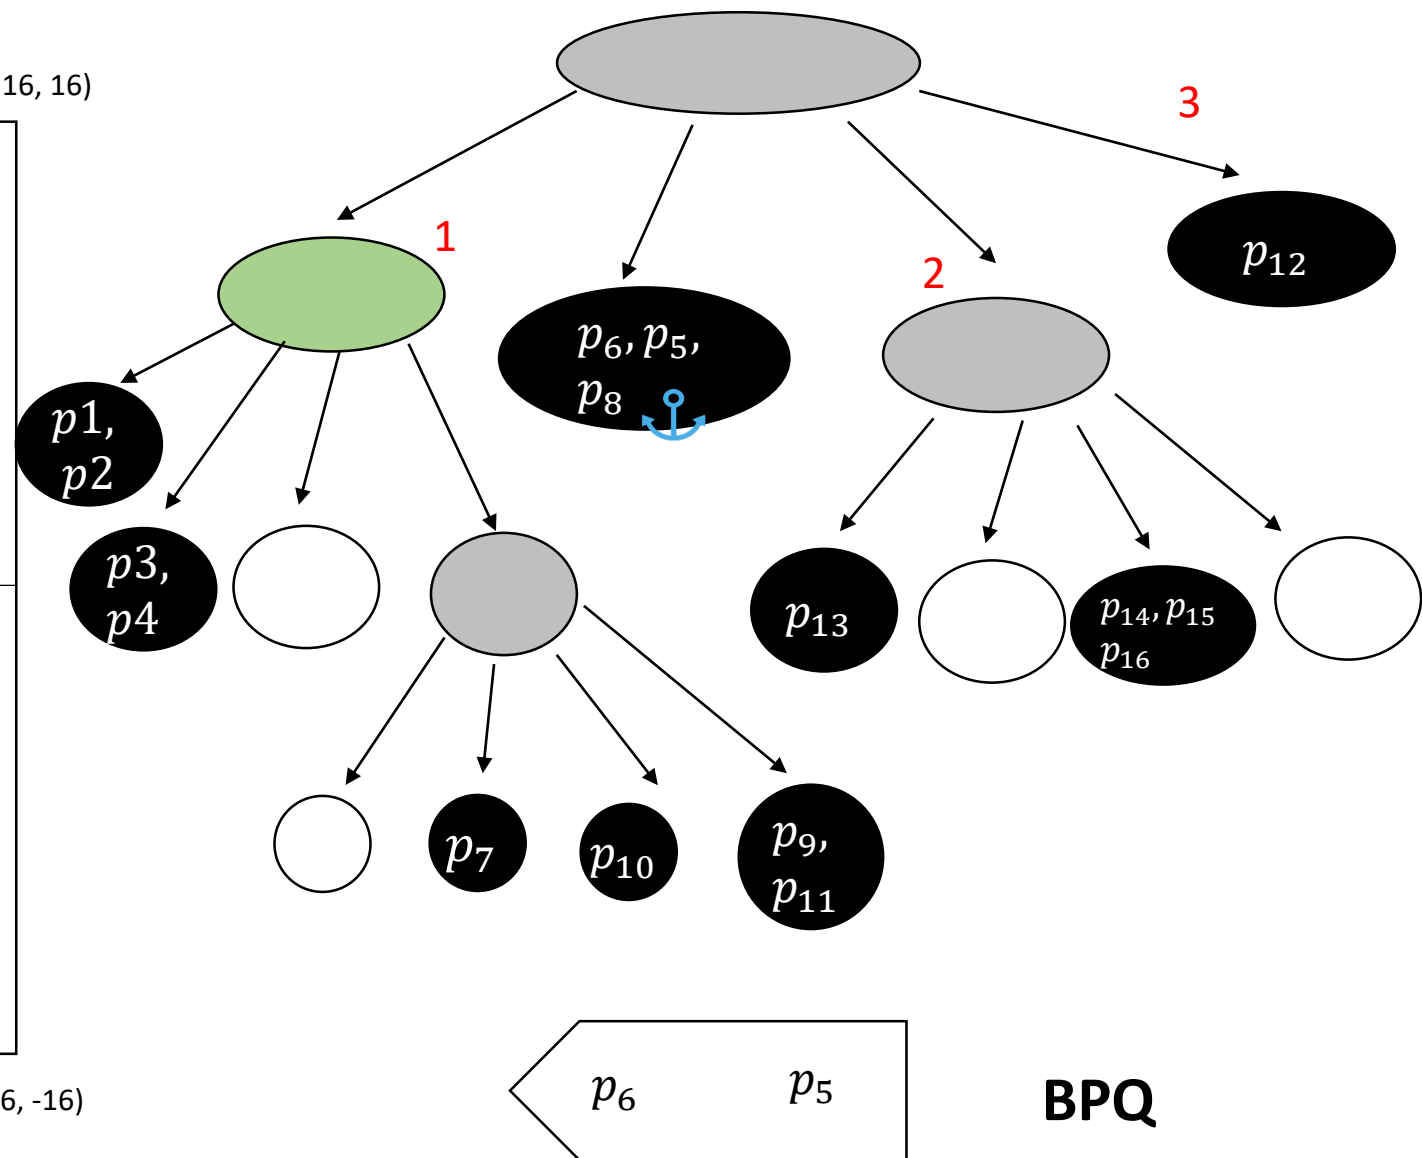 16, 16)
3
1
2
p₁₂
p₆, p₅,
p₈
p1,
p2
p3,
p4
p₁₃
p₁₄, p₁₅
p₁₆
p₇
p₁₀
p₉,
p₁₁
6, -16)
p₆ p₅
BPQ